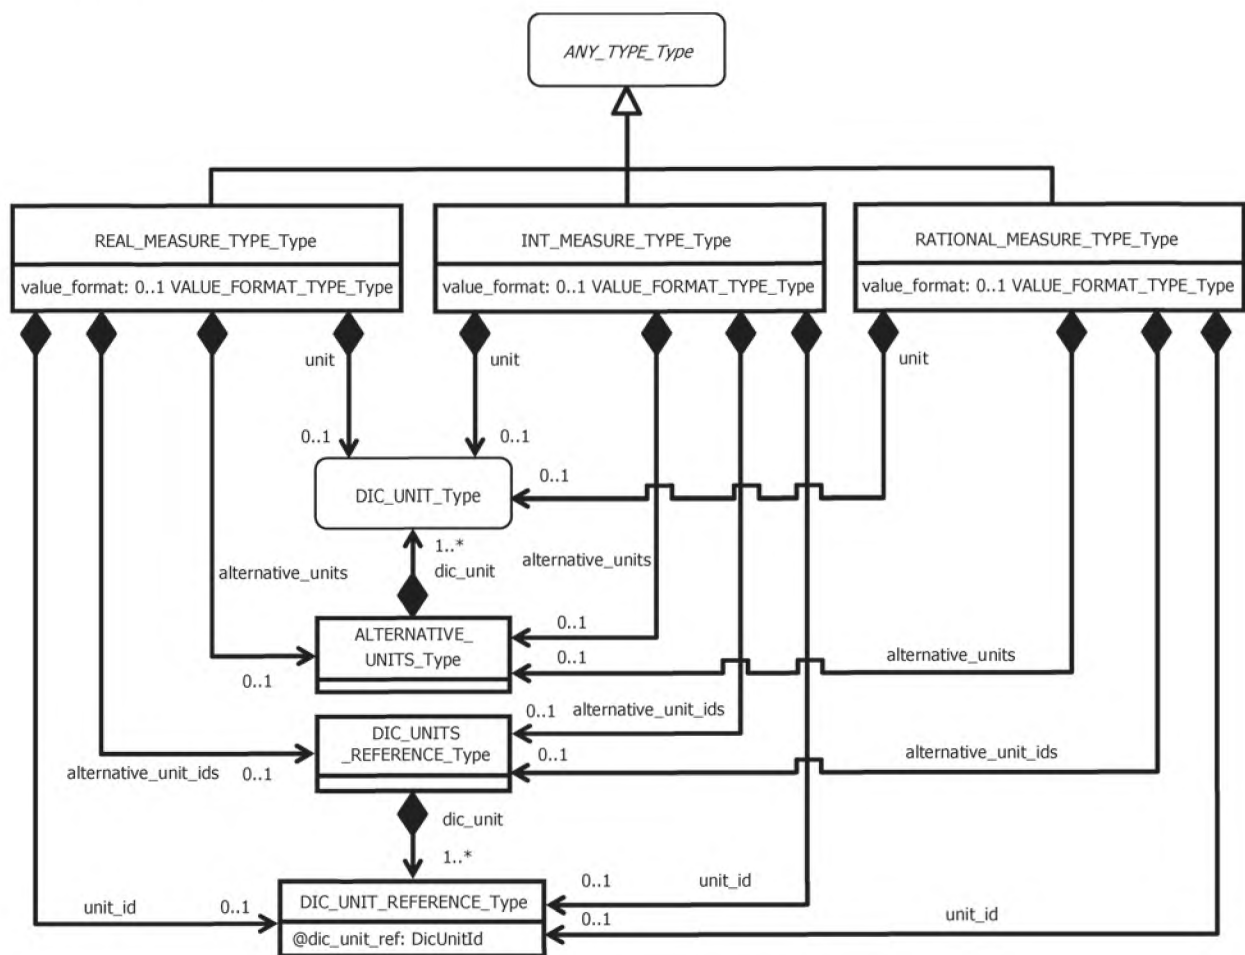 ANY_TYPE_Type
REAL_MEASURE_TYPE_Type
INT_MEASURE_TYPE_Type
RATIONAL_MEASURE_TYPE_Type
value_format: 0..1 VALUE_FORMAT_TYPE_Type
value_format: 0..1 VALUE_FORMAT_TYPE_Type
value_format: 0..1 VALUE_FORMAT_TYPE_Type
unit
unit
unit
0..1
0..1
0..1
DIC_UNIT_Type
1..*
dic_unit
alternative_units
alternative_units
0..1
ALTERNATIVE_
UNITS_Type
0..1
alternative_units
0..1
0..1
alternative_unit_ids
DIC_UNITS
_REFERENCE_Type
0..1
alternative_unit_ids
alternative_unit_ids
0..1
dic_unit
1..*
0..1
unit_id
DIC_UNIT_REFERENCE_Type
unit_id
0..1
0..1
unit_id
@dic_unit_ref: DicUnitId